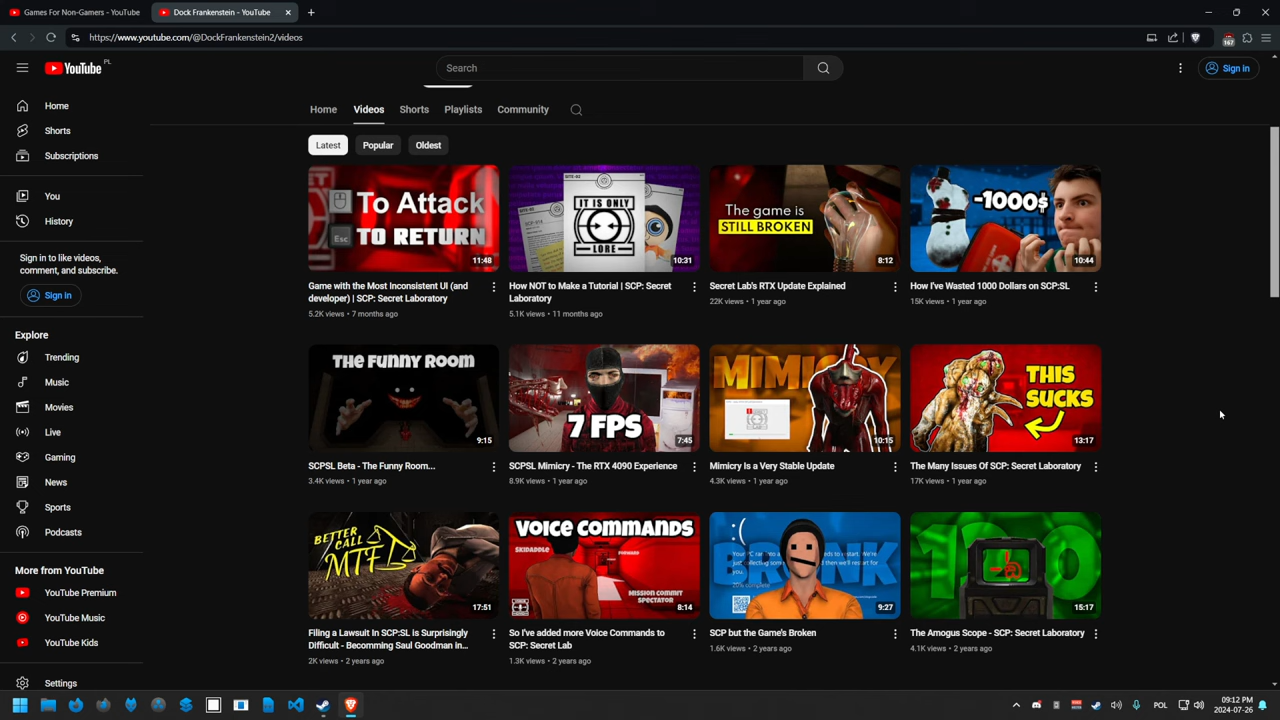 Games For Non-Gamers - YouTube
Dock Frankenstein - YouTube
https://www.youtube.com/@DockFrankenstein2/videos
167
YouTube PL
Search
Sign in
Home
Shorts
Subscriptions
You
History
Sign in to like videos,
comment, and subscribe.
Sign in
Explore
Trending
Music
Movies
Live
Gaming
News
Sports
Podcasts
More from YouTube
YouTube Premium
YouTube Music
YouTube Kids
Settings
Home
Videos
Shorts
Playlists
Community
Latest
Popular
Oldest
To Attack
Esc TO RETURN
11:48
Game with the Most Inconsistent UI (and
developer) | SCP: Secret Laboratory
5.2K views • 7 months ago
SITE-02
SCP-914
IT IS ONLY
LORE
10:31
How NOT to Make a Tutorial | SCP: Secret
Laboratory
5.1K views • 11 months ago
The game is
STILL BROKEN
8:12
Secret Lab's RTX Update Explained
22K views • 1 year ago
-1000$
10:44
How I've Wasted 1000 Dollars on SCP:SL
15K views • 1 year ago
THE FUNNY ROOM
9:15
SCPSL Beta - The Funny Room...
3.4K views • 1 year ago
7 FPS
7:45
SCPSL Mimicry - The RTX 4090 Experience
8.9K views • 1 year ago
MIMICRY
10:15
Mimicry Is a Very Stable Update
4.3K views • 1 year ago
THIS
SUCKS
13:17
The Many Issues Of SCP: Secret Laboratory
17K views • 1 year ago
BETTER
CALL
MTF
17:51
Filing a Lawsuit In SCP:SL is Surprisingly
Difficult - Becomming Saul Goodman in...
2K views • 2 years ago
VOICE COMMANDS
SKIDADDLE
FORWARD
MISSION COMMIT
SPECTATOR
8:14
So I've added more Voice Commands to
SCP: Secret Lab
1.3K views • 2 years ago
:(
20% complete
9:27
SCP but the Game's Broken
1.6K views • 2 years ago
12.0
15:17
The Amogus Scope - SCP: Secret Laboratory
4.1K views • 2 years ago
POL
09:12 PM
2024-07-26